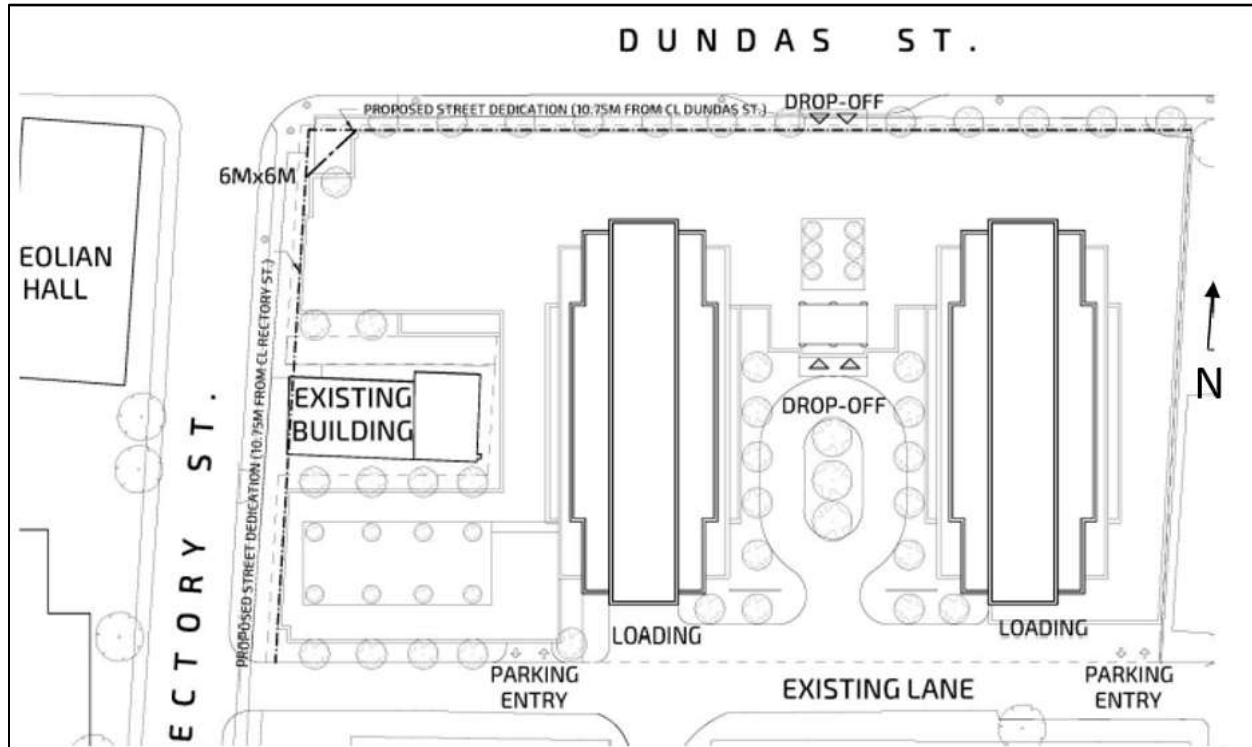 DUNDAS ST.
PROPOSED STREET DEDICATION (10.75M FROM CL DUNDAS ST.)
DROP-OFF
6Mx6M
EOLIAN
HALL
PROPOSED STREET DEDICATION (10.75M FROM CL RECTORY ST.)
ECTORY ST.
EXISTING
BUILDING
DROP-OFF
N
LOADING
LOADING
PARKING
ENTRY
EXISTING LANE
PARKING
ENTRY